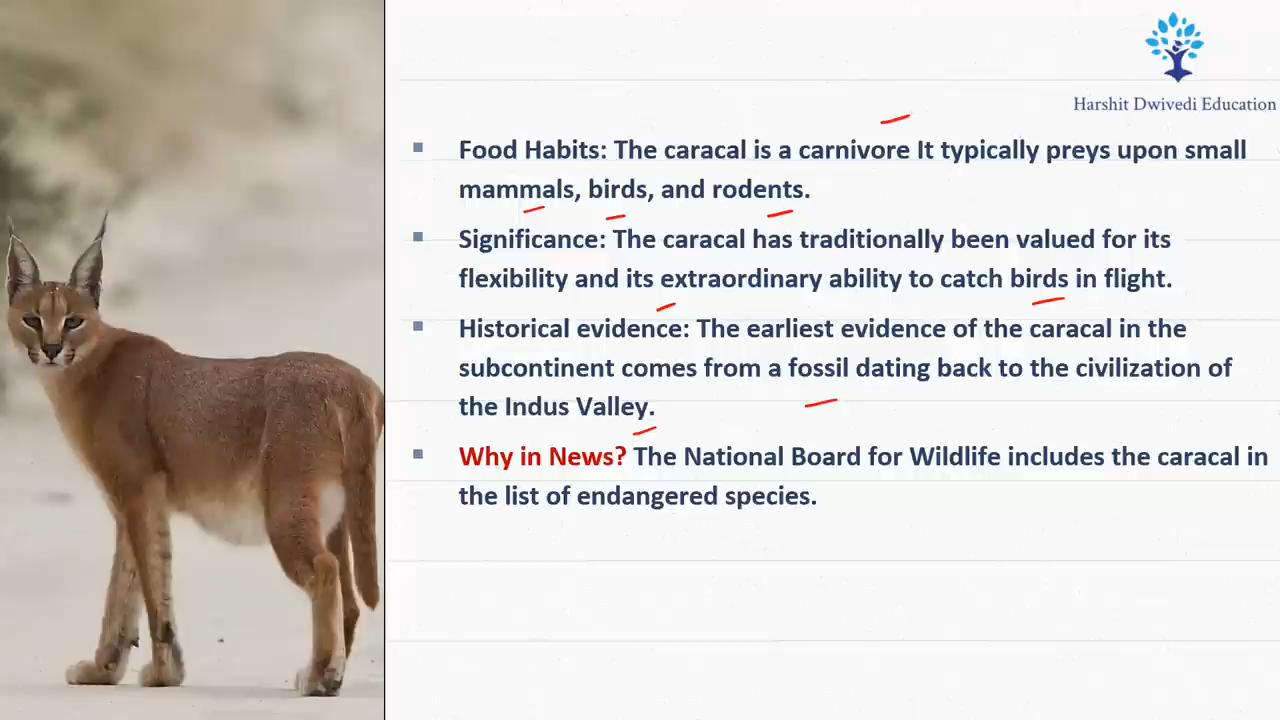 Harshit Dwivedi Education
▪ Food Habits: The caracal is a carnivore It typically preys upon small
mammals, birds, and rodents.
▪ Significance: The caracal has traditionally been valued for its
flexibility and its extraordinary ability to catch birds in flight.
▪ Historical evidence: The earliest evidence of the caracal in the
subcontinent comes from a fossil dating back to the civilization of
the Indus Valley.
▪ Why in News? The National Board for Wildlife includes the caracal in
the list of endangered species.